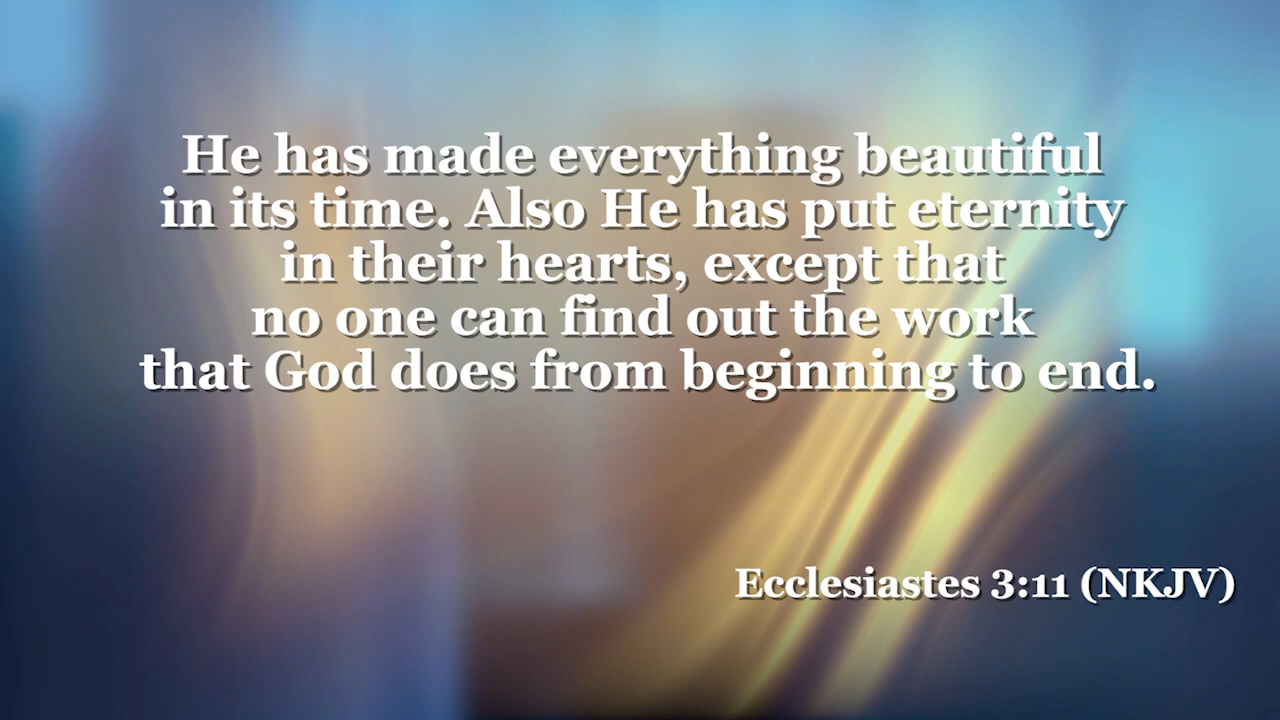 He has made everything beautiful
in its time. Also He has put eternity
in their hearts, except that
no one can find out the work
that God does from beginning to end.
Ecclesiastes 3:11 (NKJV)